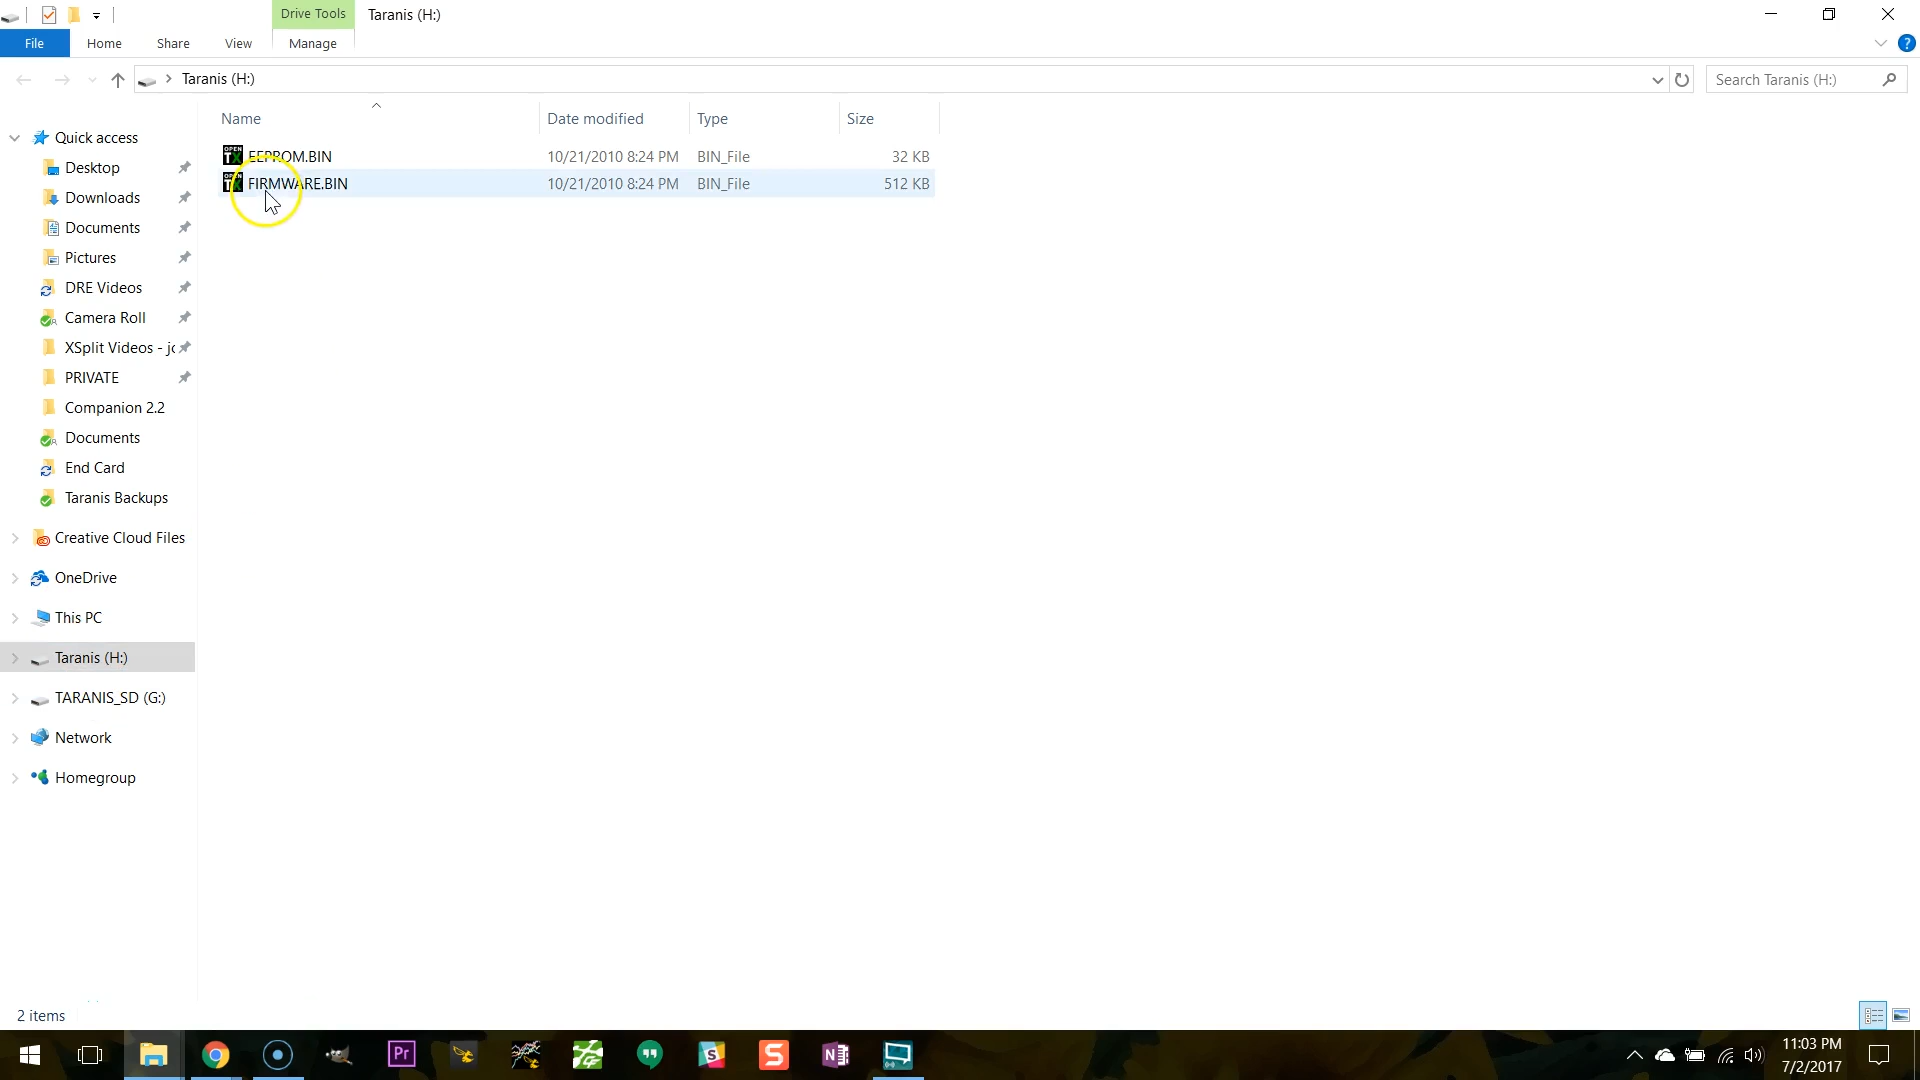 Drive Tools
Taranis (H:)
File
Home
Share
View
Manage
?
Taranis (H:)
Search Taranis (H:)
Name
Date modified
Type
Size
EEPROM.BIN
10/21/2010 8:24 PM
BIN_File
32 KB
FIRMWARE.BIN
10/21/2010 8:24 PM
BIN_File
512 KB
Quick access
Desktop
Downloads
Documents
Pictures
DRE Videos
Camera Roll
XSplit Videos - jc
PRIVATE
Companion 2.2
Documents
End Card
Taranis Backups
Creative Cloud Files
OneDrive
This PC
Taranis (H:)
TARANIS_SD (G:)
Network
Homegroup
2 items
Pr
S
S
N
11:03 PM
7/2/2017